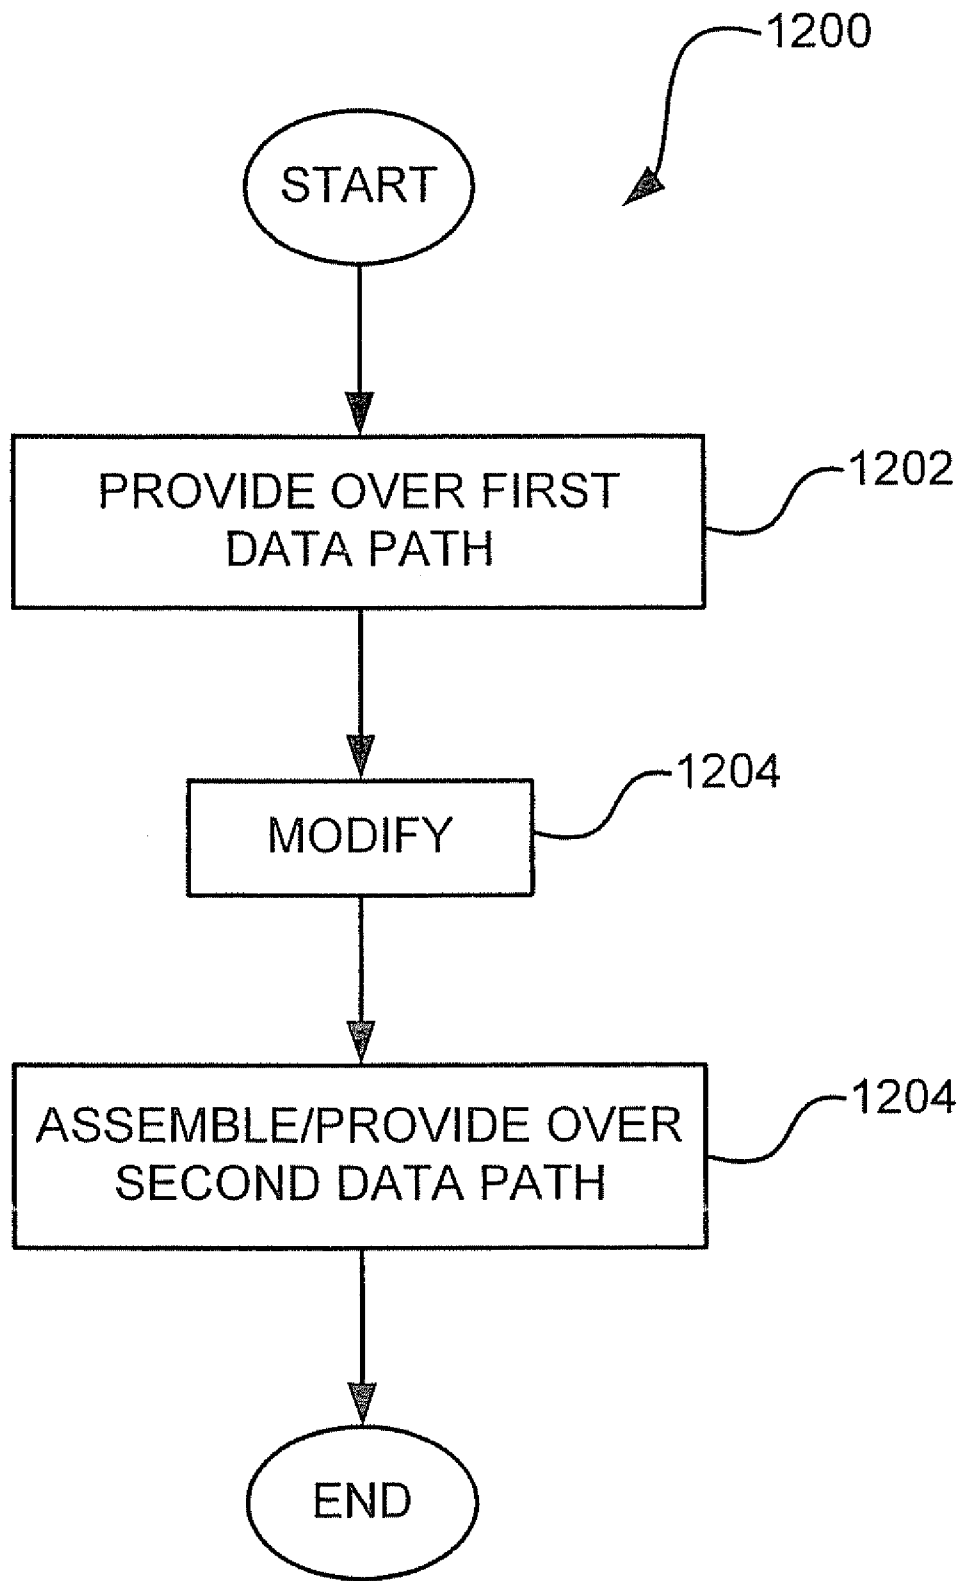 1200
START
PROVIDE OVER FIRST
DATA PATH
1202
MODIFY
1204
ASSEMBLE/PROVIDE OVER
SECOND DATA PATH
1204
END